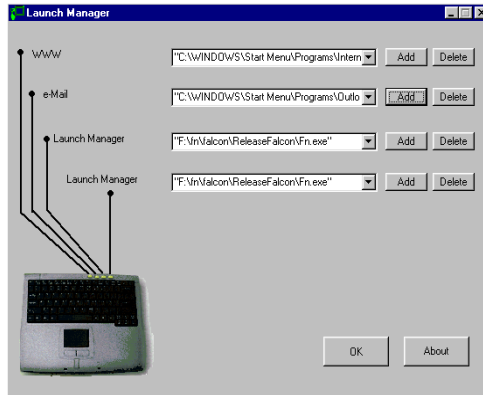 Launch Manager
WWW "C:\WINDOWS\Start Menu\Programs\Intern Add Delete
e-Mail "C:\WINDOWS\Start Menu\Programs\Outlo Add Delete
Launch Manager "F:\fn\falcon\ReleaseFalcon\Fn.exe" Add Delete
Launch Manager "F:\fn\falcon\ReleaseFalcon\Fn.exe" Add Delete
OK About